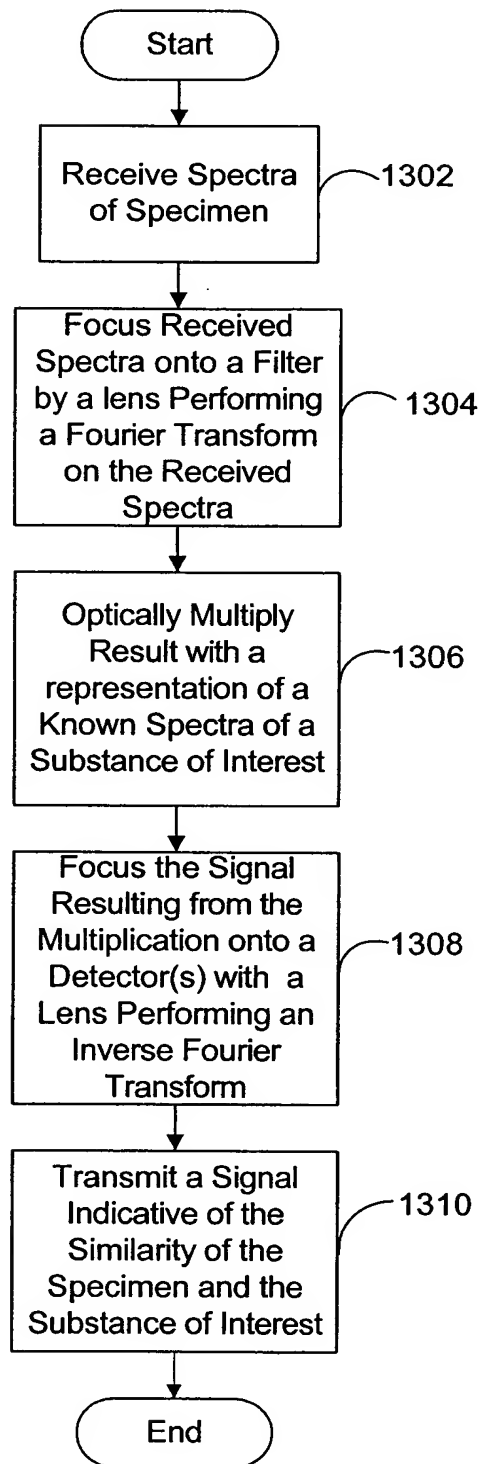 Start
Receive Spectra
of Specimen
1302
Focus Received
Spectra onto a Filter
by a lens Performing
a Fourier Transform
on the Received
Spectra
1304
Optically Multiply
Result with a
representation of a
Known Spectra of a
Substance of Interest
1306
Focus the Signal
Resulting from the
Multiplication onto a
Detector(s) with a
Lens Performing an
Inverse Fourier
Transform
1308
Transmit a Signal
Indicative of the
Similarity of the
Specimen and the
Substance of Interest
1310
End